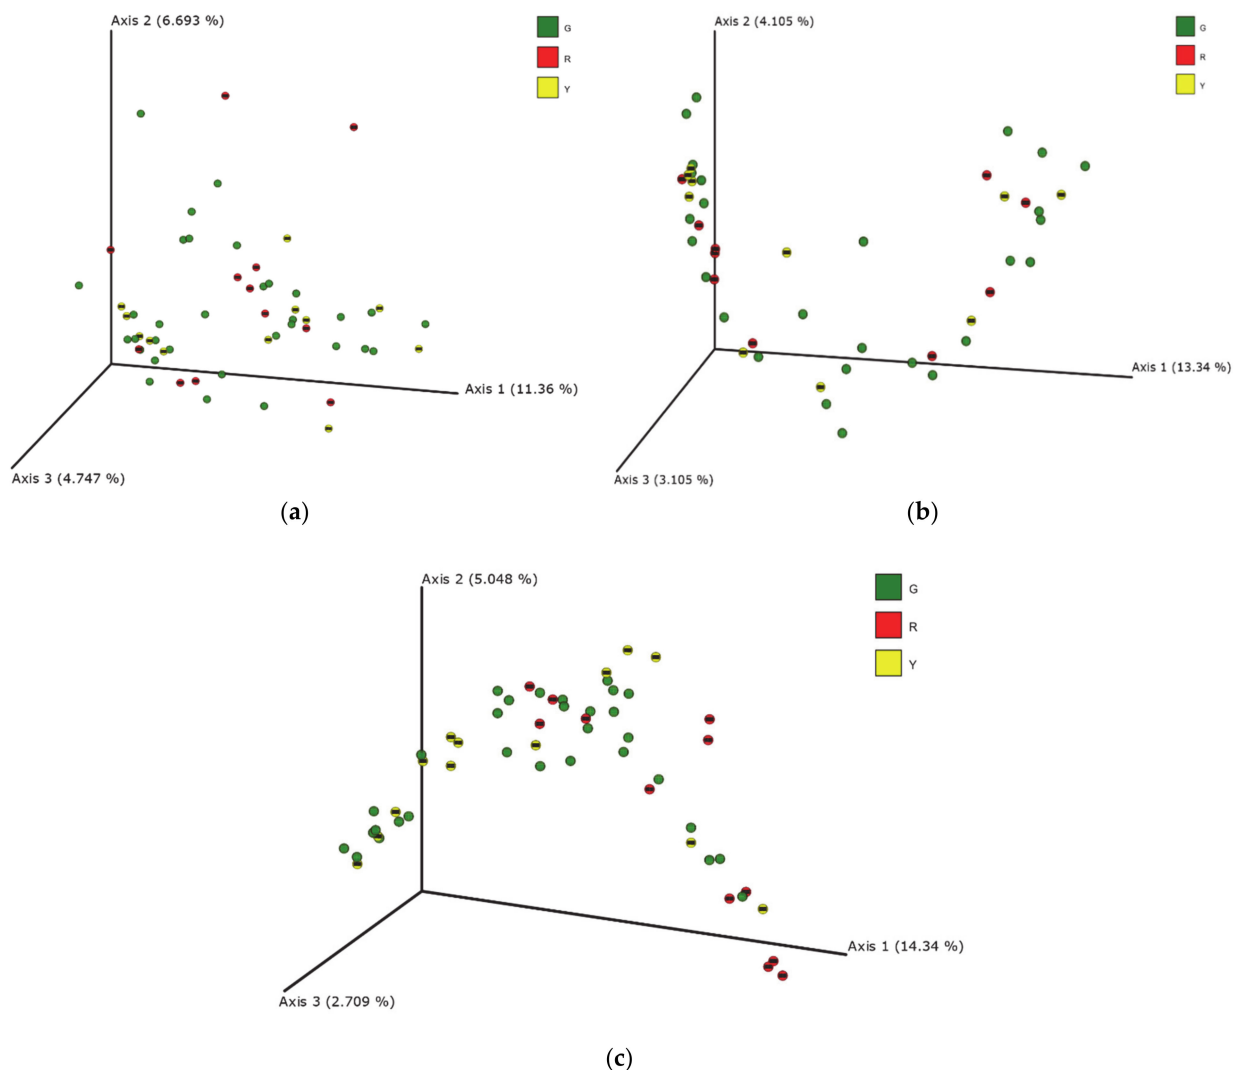 Axis 2 (6.693 %)
G
R
Y
Axis 1 (11.36 %)
Axis 3 (4.747 %)
(a)
Axis 2 (4.105 %)
G
R
Y
Axis 1 (13.34 %)
Axis 3 (3.105 %)
(b)
Axis 2 (5.048 %)
G
R
Y
Axis 1 (14.34 %)
Axis 3 (2.709 %)
(c)